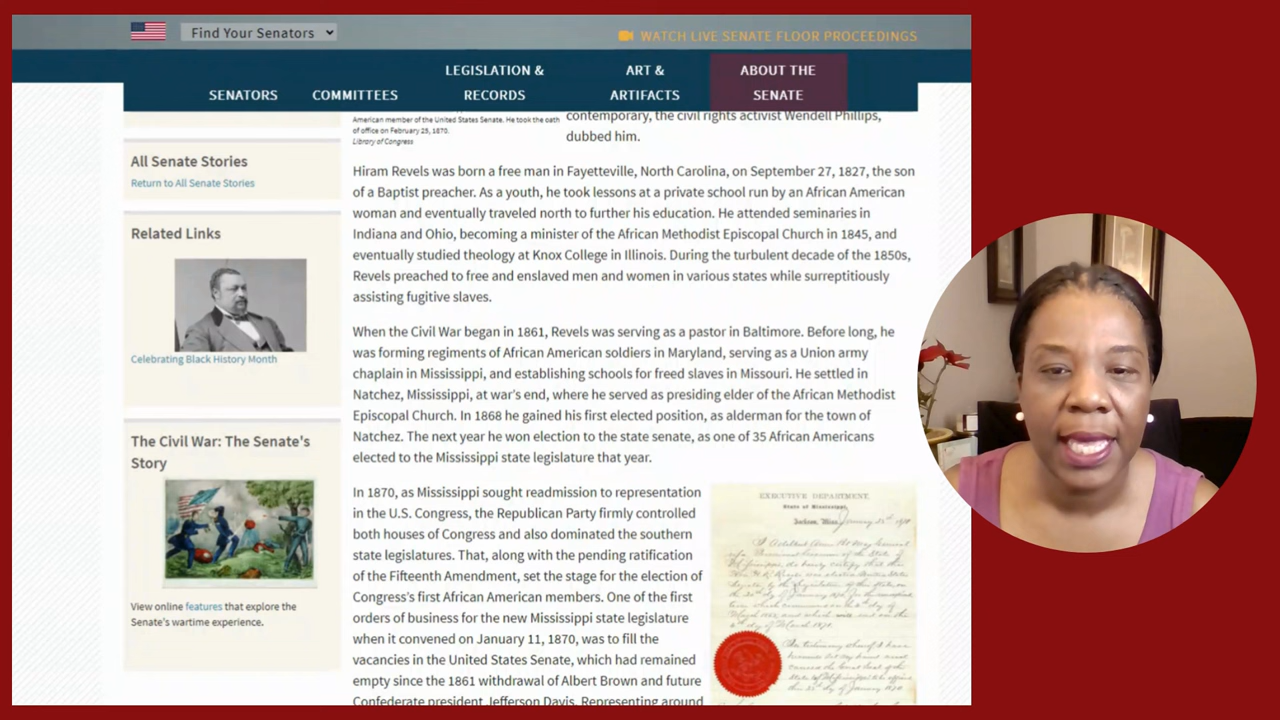 Find Your Senators
WATCH LIVE SENATE FLOOR PROCEEDINGS
SENATORS
COMMITTEES
LEGISLATION &
RECORDS
ART &
ARTIFACTS
ABOUT THE
SENATE
All Senate Stories
Return to All Senate Stories
Related Links
Celebrating Black History Month
The Civil War: The Senate's
Story
View online features that explore the
Senate's wartime experience.
American member of the United States Senate. He took the oath
of office on February 25, 1870.
Library of Congress
contemporary, the civil rights activist Wendell Phillips,
dubbed him.
Hiram Revels was born a free man in Fayetteville, North Carolina, on September 27, 1827, the son
of a Baptist preacher. As a youth, he took lessons at a private school run by an African American
woman and eventually traveled north to further his education. He attended seminaries in
Indiana and Ohio, becoming a minister of the African Methodist Episcopal Church in 1845, and
eventually studied theology at Knox College in Illinois. During the turbulent decade of the 1850s,
Revels preached to free and enslaved men and women in various states while surreptitiously
assisting fugitive slaves.
When the Civil War began in 1861, Revels was serving as a pastor in Baltimore. Before long, he
was forming regiments of African American soldiers in Maryland, serving as a Union army
chaplain in Mississippi, and establishing schools for freed slaves in Missouri. He settled in
Natchez, Mississippi, at war's end, where he served as presiding elder of the African Methodist
Episcopal Church. In 1868 he gained his first elected position, as alderman for the town of
Natchez. The next year he won election to the state senate, as one of 35 African Americans
elected to the Mississippi state legislature that year.
In 1870, as Mississippi sought readmission to representation
in the U.S. Congress, the Republican Party firmly controlled
both houses of Congress and also dominated the southern
state legislatures. That, along with the pending ratification
of the Fifteenth Amendment, set the stage for the election of
Congress's first African American members. One of the first
orders of business for the new Mississippi state legislature
when it convened on January 11, 1870, was to fill the
vacancies in the United States Senate, which had remained
empty since the 1861 withdrawal of Albert Brown and future
Confederate president Jefferson Davis. Representing around
EXECUTIVE DEPARTMENT,
State of Mississippi,
Jackson, Miss. January 25th 1870